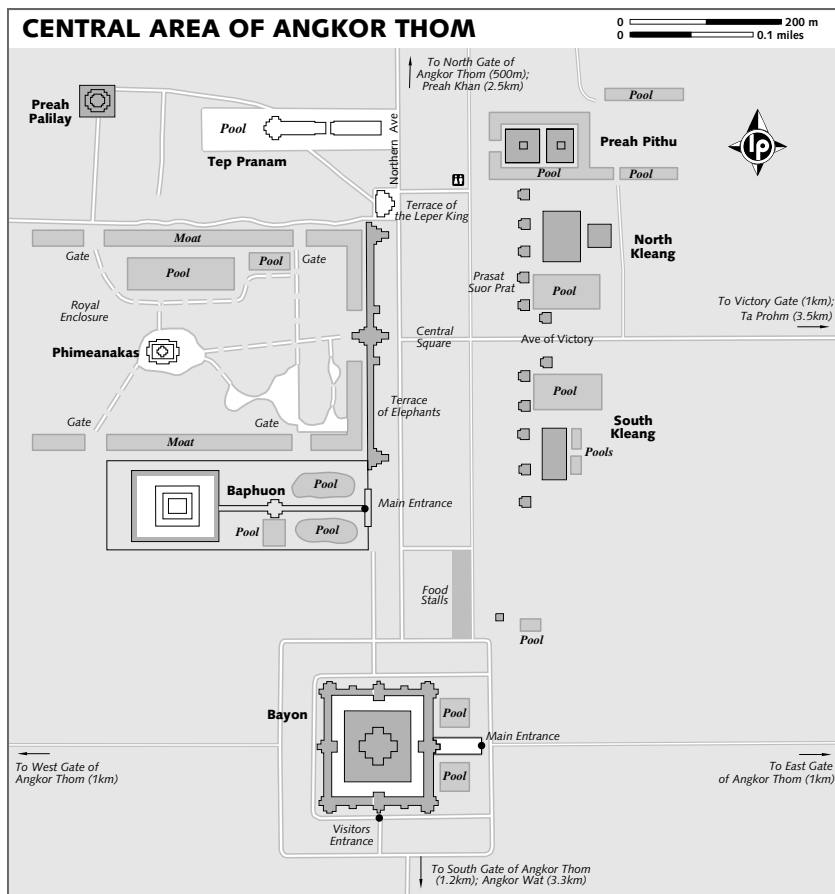 CENTRAL AREA OF ANGKOR THOM
0 200 m
0 0.1 miles
To North Gate of
Angkor Thom (500m);
Preah Khan (2.5km)
Preah
Palilay
Pool
Tep Pranam
Northern Ave
Pool
Preah Pithu
Pool
Pool
lp
Terrace of
the Leper King
Moat
Gate
Gate
Pool
Pool
Royal
Enclosure
North
Kleang
Prasat
Suor Prat
Pool
To Victory Gate (1km);
Ta Prohm (3.5km)
Phimeanakas
Central
Square
Ave of Victory
Terrace
of Elephants
Pool
South
Kleang
Pools
Gate
Gate
Moat
Baphuon
Pool
Main Entrance
Pool
Pool
Food
Stalls
Pool
Bayon
Pool
Main Entrance
Pool
To West Gate of
Angkor Thom (1km)
To East Gate
of Angkor Thom (1km)
Visitors
Entrance
To South Gate of Angkor Thom
(1.2km); Angkor Wat (3.3km)